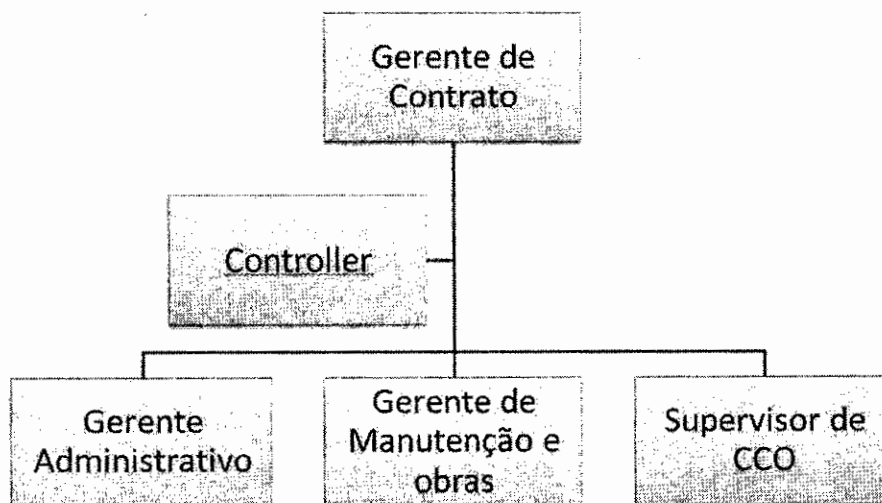 Gerente de
Contrato
Controller
Gerente
Administrativo
Gerente de
Manutenção e
obras
Supervisor de
CCO